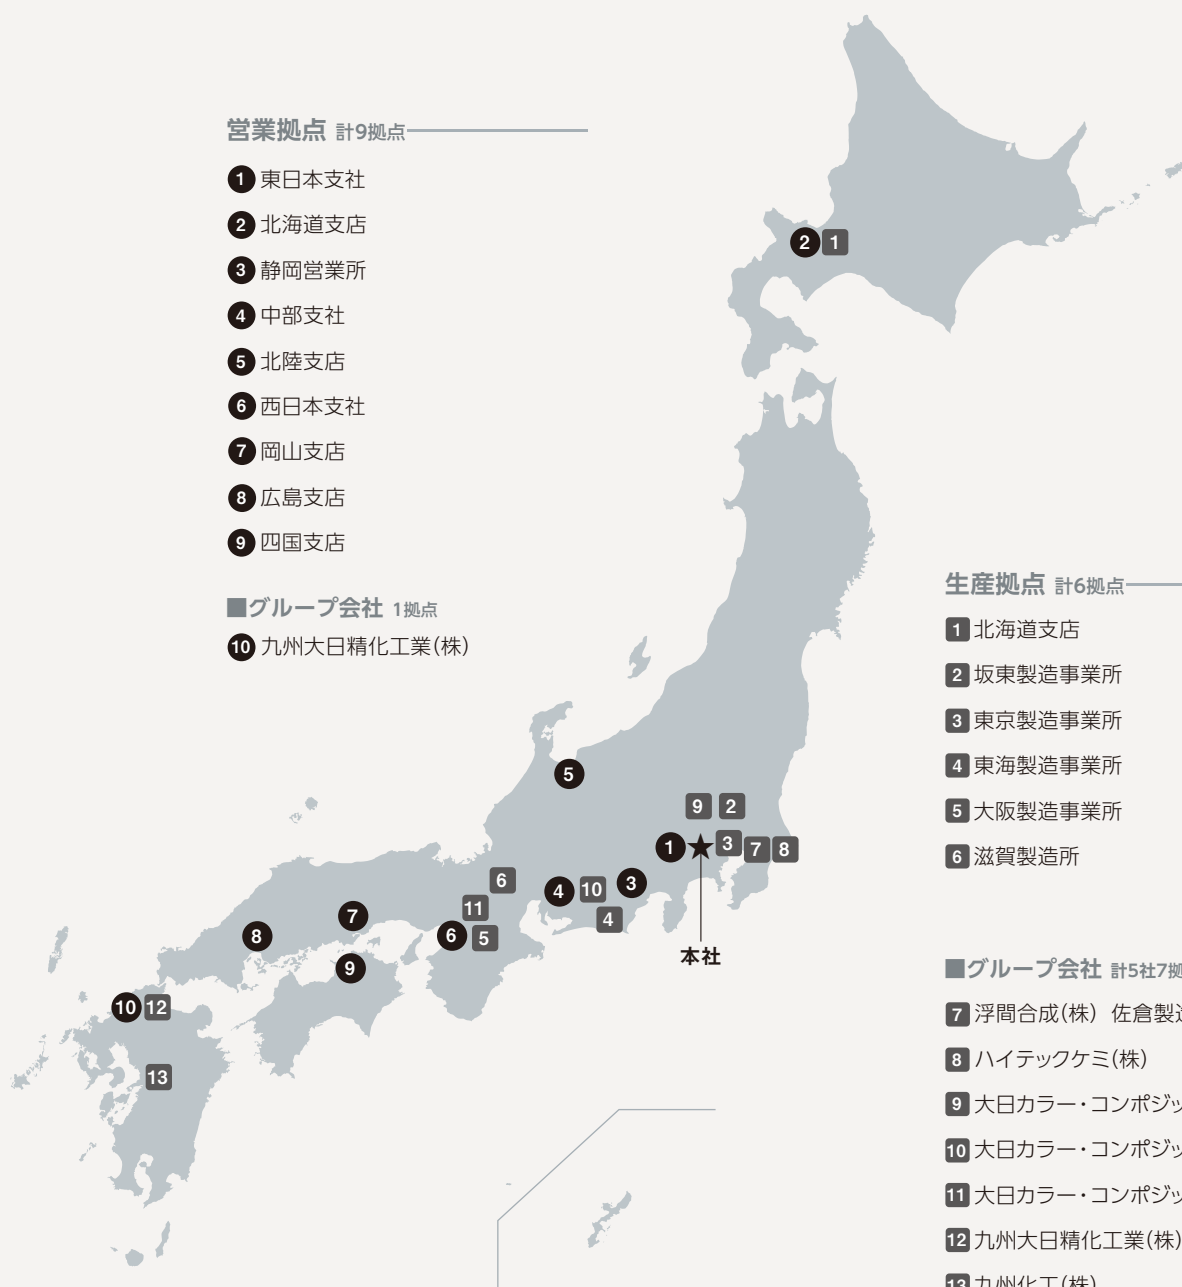 営業拠点 計9拠点
1 東日本支社
2 北海道支店
3 静岡営業所
4 中部支社
5 北陸支店
6 西日本支社
7 岡山支店
8 広島支店
9 四国支店
■グループ会社 1拠点
10 九州大日精化工業(株)
2 1
5
9 2
1 ★ 3 7 8
6 4 10 3
11 4
7 8 6 5
9
本社
10 12
13
生産拠点 計6拠点
1 北海道支店
2 坂東製造事業所
3 東京製造事業所
4 東海製造事業所
5 大阪製造事業所
6 滋賀製造所
■グループ会社 計5社7拠
7 浮間合成(株) 佐倉製造
8 ハイテックケミ(株)
9 大日カラー・コンポジッ
10 大日カラー・コンポジッ
11 大日カラー・コンポジッ
12 九州大日精化工業(株)
13 九州化工(株)